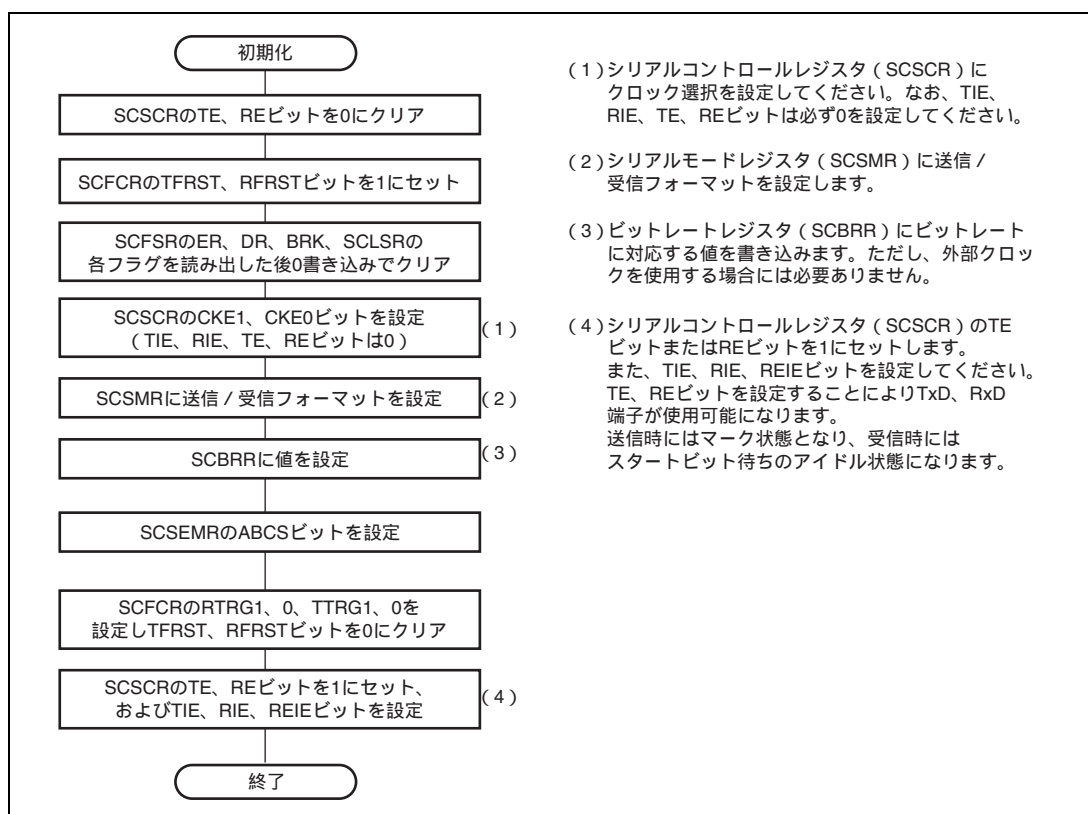 初期化
SCSCRのTE、REビットを0にクリア
SCFCRのTFRST、RFRSTビットを1にセット
SCFSRのER、DR、BRK、SCLSRの
各フラグを読み出した後0書き込みでクリア
SCSCRのCKE1、CKE0ビットを設定
(TIE、RIE、TE、REビットは0)
(1)
SCSMRに送信/受信フォーマットを設定
(2)
SCBRRに値を設定
(3)
SCSEMRのABCSビットを設定
SCFCRのRTRG1、0、TTRG1、0を
設定しTFRST、RFRSTビットを0にクリア
SCSCRのTE、REビットを1にセット、
およびTIE、RIE、REIEビットを設定
(4)
終了
(1)シリアルコントロールレジスタ(SCSCR)に
クロック選択を設定してください。なお、TIE、
RIE、TE、REビットは必ず0を設定してください。
(2)シリアルモードレジスタ(SCSMR)に送信/
受信フォーマットを設定します。
(3)ビットレートレジスタ(SCBRR)にビットレート
に対応する値を書き込みます。ただし、外部クロッ
クを使用する場合には必要ありません。
(4)シリアルコントロールレジスタ(SCSCR)のTE
ビットまたはREビットを1にセットします。
また、TIE、RIE、REIEビットを設定してください。
TE、REビットを設定することによりTxD、RxD
端子が使用可能になります。
送信時にはマーク状態となり、受信時には
スタートビット待ちのアイドル状態になります。